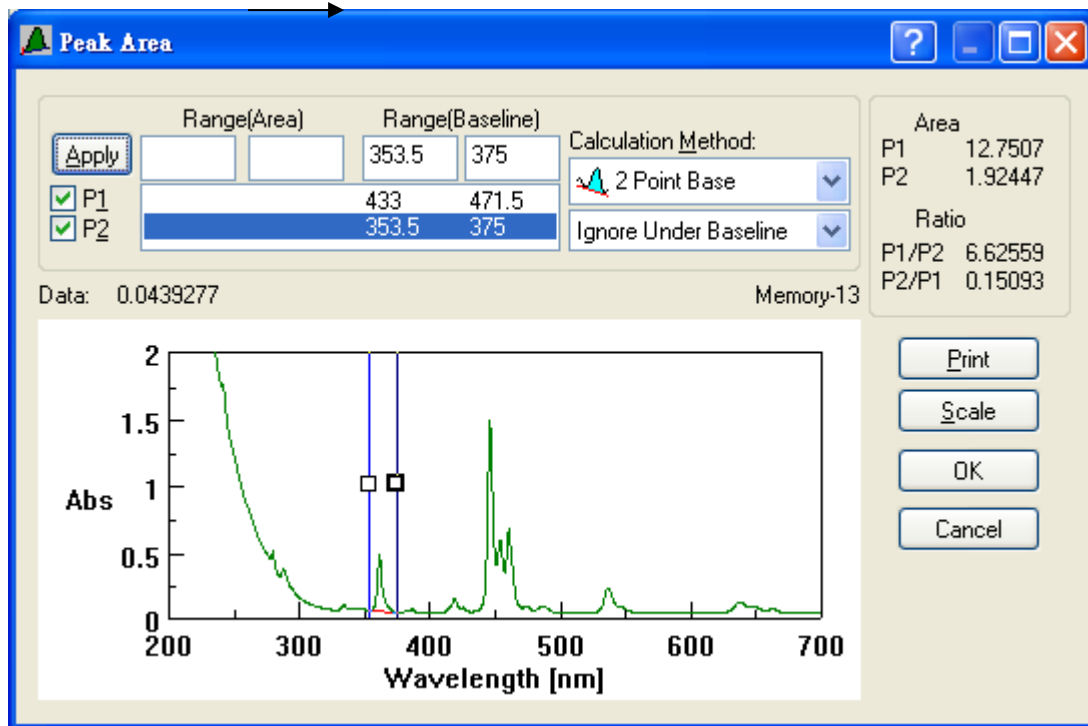 Peak Area
Range(Area) Range(Baseline)
Apply 353.5 375
P1 433 471.5
P2 353.5 375
Calculation Method:
2 Point Base
Ignore Under Baseline
Area
P1 12.7507
P2 1.92447
Ratio
P1/P2 6.62559
P2/P1 0.15093
Data: 0.0439277 Memory-13
2
1.5
Abs 1
0.5
0
200 300 400 500 600 700
Wavelength [nm]
Print
Scale
OK
Cancel